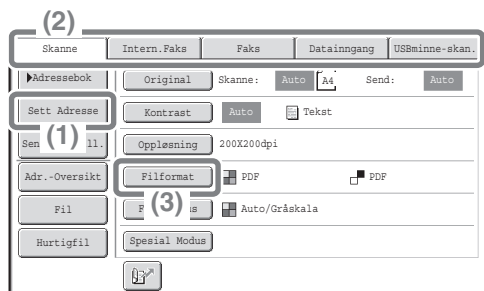 (2)
Skanne Intern.Faks Faks Datainngang USBminne-skan.
Adressebok Original Skanne: Auto A4 Send: Auto
Sett Adresse Kontrast Auto Tekst
(1)
Oppløsning 200X200dpi
Adr.-Oversikt Filformat PDF PDF
(3)
Fil Auto/Gråskala
Hurtigfil Spesial Modus